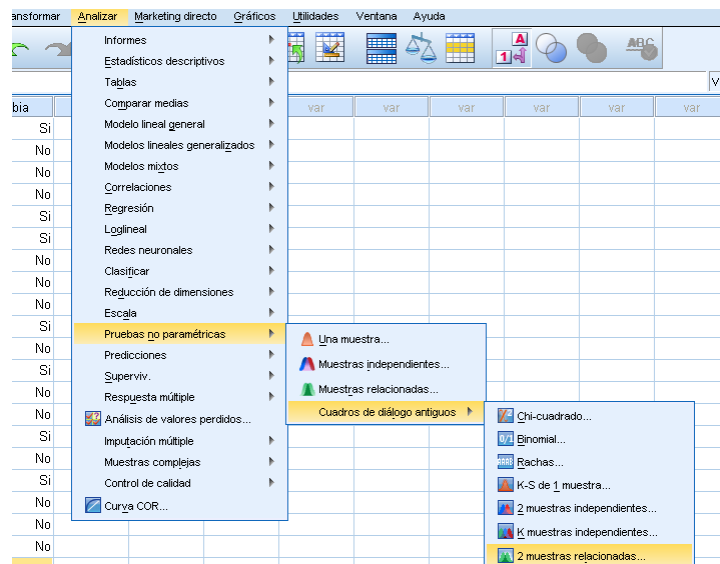 ansformar Analizar Marketing directo Gráficos Utilidades Ventana Ayuda
Informes
Estadísticos descriptivos
Tablas
Comparar medias
Modelo lineal general
Modelos lineales generalizados
Modelos mixtos
Correlaciones
Regresión
Loglineal
Redes neuronales
Clasificar
Reducción de dimensiones
Escala
Pruebas no paramétricas
Predicciones
Superviv.
Respuesta múltiple
Análisis de valores perdidos...
Imputación múltiple
Muestras complejas
Control de calidad
Curva COR...
Una muestra...
Muestras independientes...
Muestras relacionadas...
Cuadros de diálogo antiguos
Chi-cuadrado...
0/1 Binomial...
AABB Rachas...
K-S de 1 muestra...
2 muestras independientes...
K muestras independientes...
2 muestras relacionadas...
1 A
ABC
V
bia var var var var var var
Si
No
No
No
Si
Si
No
No
No
Si
No
Si
No
No
Si
No
Si
No
No
No